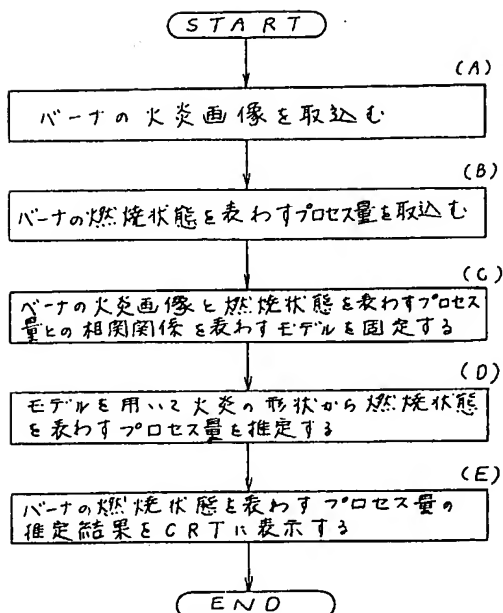 START
(A)
バーナの火炎画像を取込む
(B)
バーナの燃焼状態を表わすプロセス量を取込む
(C)
バーナの火炎画像と燃焼状態を表わすプロセス
量との相関関係を表わすモデルを固定する
(D)
モデルを用いて火炎の形状から燃焼状態
を表わすプロセス量を推定する
(E)
バーナの燃焼状態を表わすプロセス量の
推定結果をCRTに表示する
END